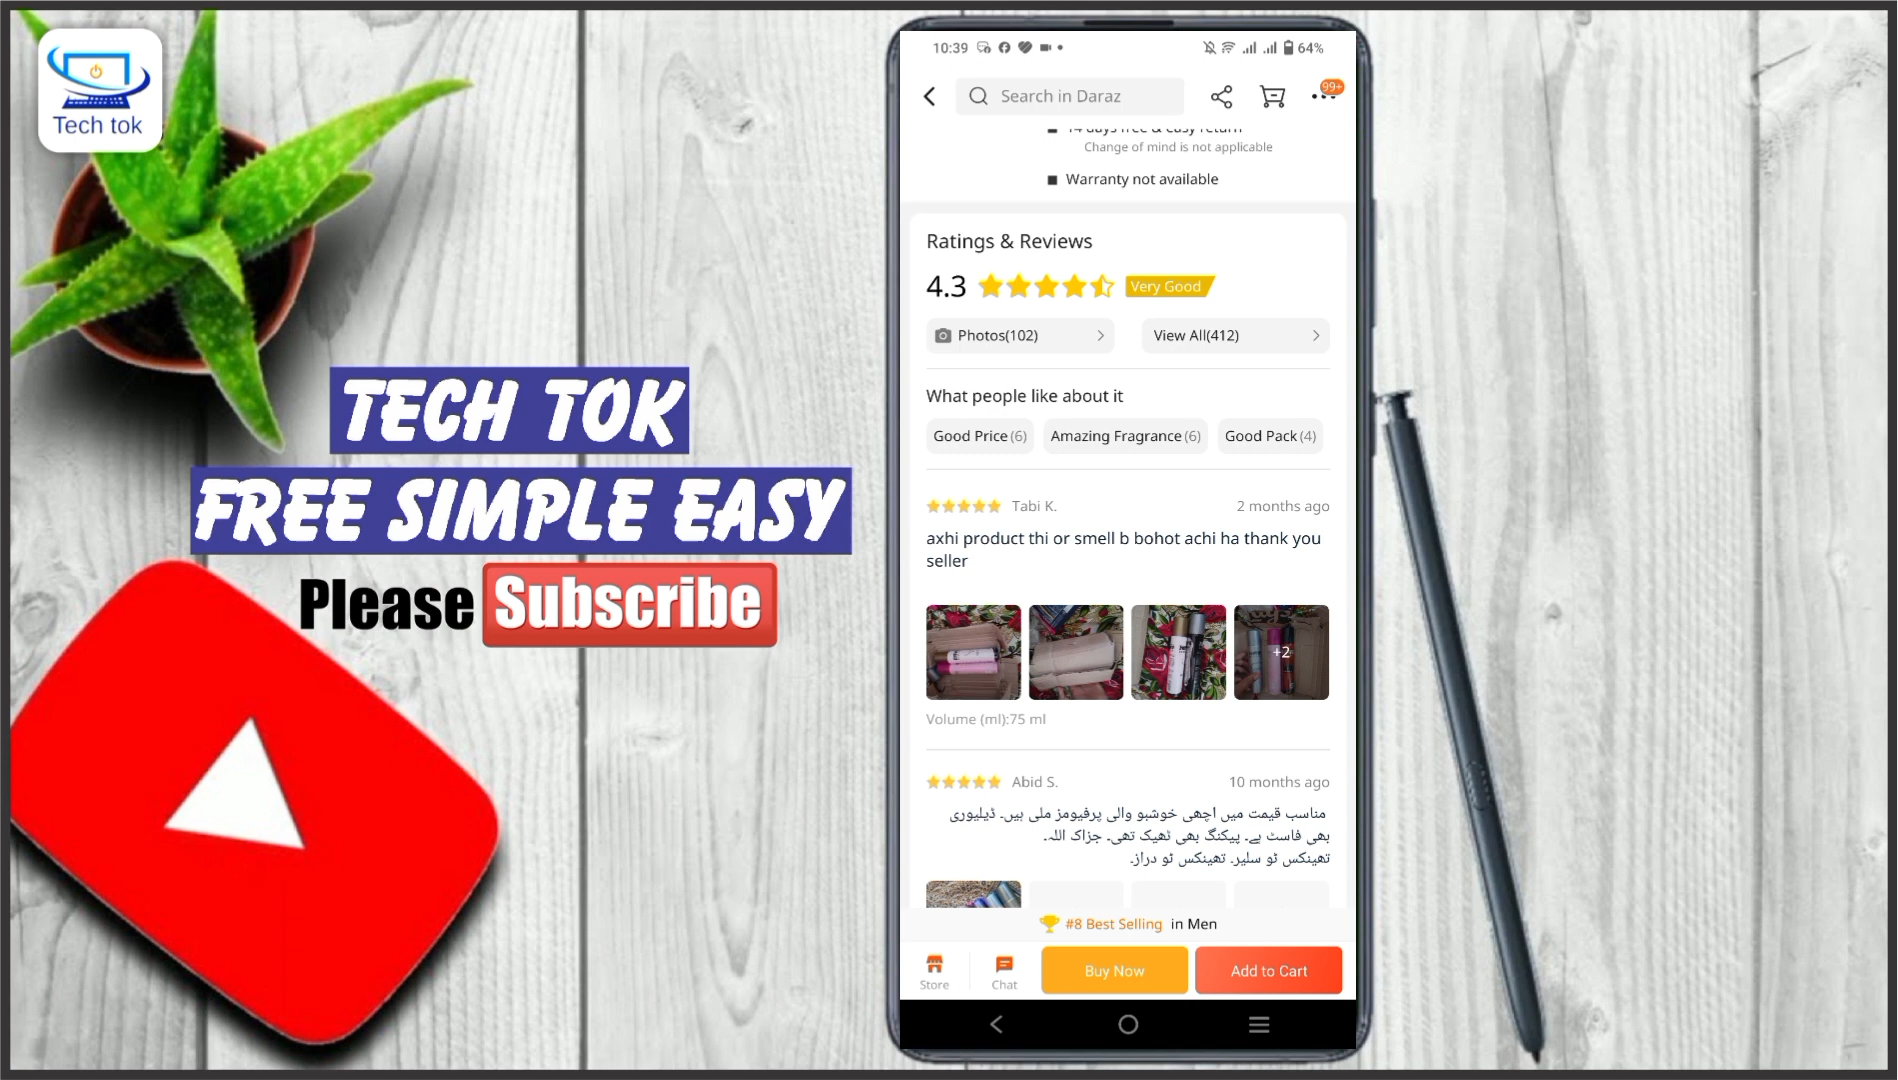 Tech tok
TECH TOK
FREE SIMPLE EASY
Please Subscribe
10:39
64%
Search in Daraz
99+
14 days free & easy return
Change of mind is not applicable
Warranty not available
Ratings & Reviews
4.3 Very Good
Photos(102)
View All(412)
What people like about it
Good Price (6)
Amazing Fragrance (6)
Good Pack (4)
Tabi K.
2 months ago
axhi product thi or smell b bohot achi ha thank you
seller
+2
Volume (ml):75 ml
Abid S.
10 months ago
مناسب قیمت میں اچھی خوشبو والی پرفیومز ملی ہیں۔ ڈیلیوری
بھی فاسٹ ہے۔ پیکنگ بھی ٹھیک تھی۔ جزاک اللہ۔
تھینکس ٹو سلیر۔ تھینکس ٹو دراز۔
#8 Best Selling in Men
Store
Chat
Buy Now
Add to Cart